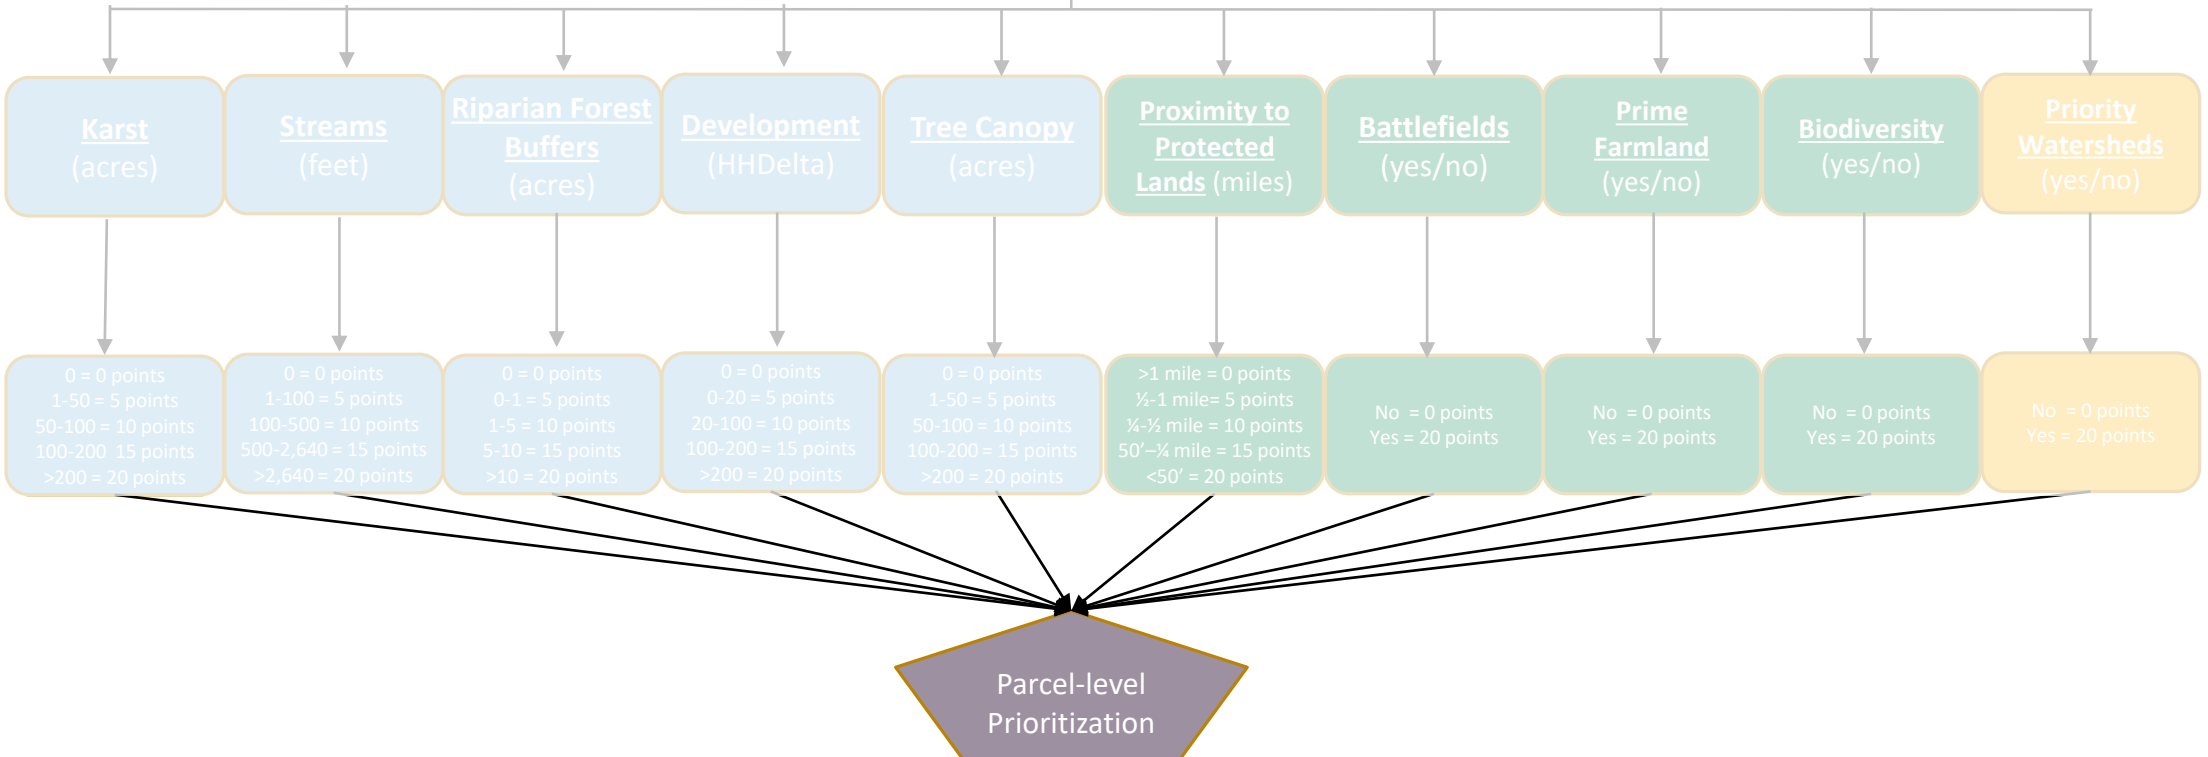 Karst
(acres)
Streams
(feet)
Riparian Forest
Buffers
(acres)
Development
(HHDelta)
Tree Canopy
(acres)
Proximity to
Protected
Lands (miles)
Battlefields
(yes/no)
Prime
Farmland
(yes/no)
Biodiversity
(yes/no)
Priority
Watersheds
(yes/no)
0 = 0 points
1-50 = 5 points
50-100 = 10 points
100-200 15 points
>200 = 20 points
0 = 0 points
1-100 = 5 points
100-500 = 10 points
500-2,640 = 15 points
>2,640 = 20 points
0 = 0 points
0-1 = 5 points
1-5 = 10 points
5-10 = 15 points
>10 = 20 points
0 = 0 points
0-20 = 5 points
20-100 = 10 points
100-200 = 15 points
>200 = 20 points
0 = 0 points
1-50 = 5 points
50-100 = 10 points
100-200 = 15 points
>200 = 20 points
>1 mile = 0 points
½-1 mile= 5 points
¼-½ mile = 10 points
50′–¼ mile = 15 points
<50′ = 20 points
No = 0 points
Yes = 20 points
No = 0 points
Yes = 20 points
No = 0 points
Yes = 20 points
No = 0 points
Yes = 20 points
Parcel-level
Prioritization